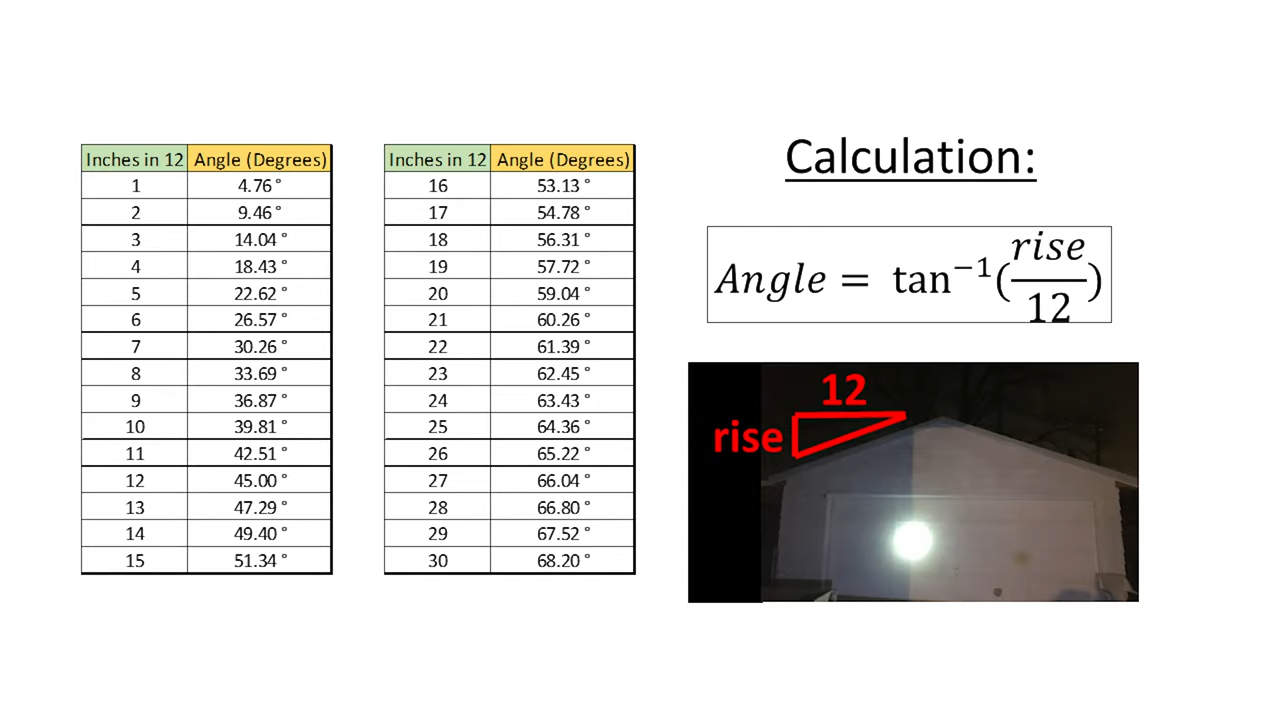 Inches in 12 Angle (Degrees)
1 4.76 °
2 9.46 °
3 14.04 °
4 18.43 °
5 22.62 °
6 26.57 °
7 30.26 °
8 33.69 °
9 36.87 °
10 39.81 °
11 42.51 °
12 45.00 °
13 47.29 °
14 49.40 °
15 51.34 °
Inches in 12 Angle (Degrees)
16 53.13 °
17 54.78 °
18 56.31 °
19 57.72 °
20 59.04 °
21 60.26 °
22 61.39 °
23 62.45 °
24 63.43 °
25 64.36 °
26 65.22 °
27 66.04 °
28 66.80 °
29 67.52 °
30 68.20 °
Calculation:
Angle = tan⁻¹(rise/12)
12
rise